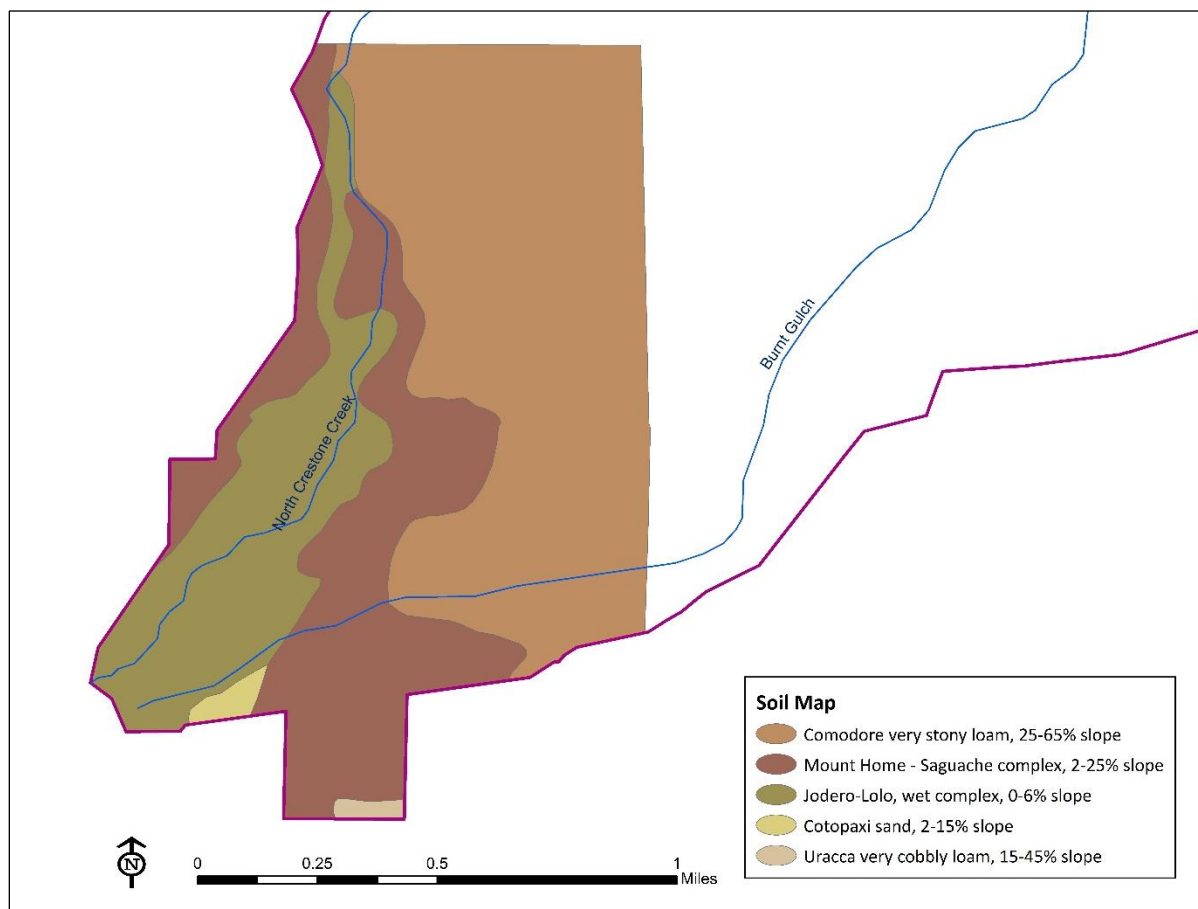 Burnt Gulch
North Crestone Creek
Soil Map
Comodore very stony loam, 25-65% slope
Mount Home - Saguache complex, 2-25% slope
Jodero-Lolo, wet complex, 0-6% slope
Cotopaxi sand, 2-15% slope
Uracca very cobbly loam, 15-45% slope
N
0 0.25 0.5 1
Miles